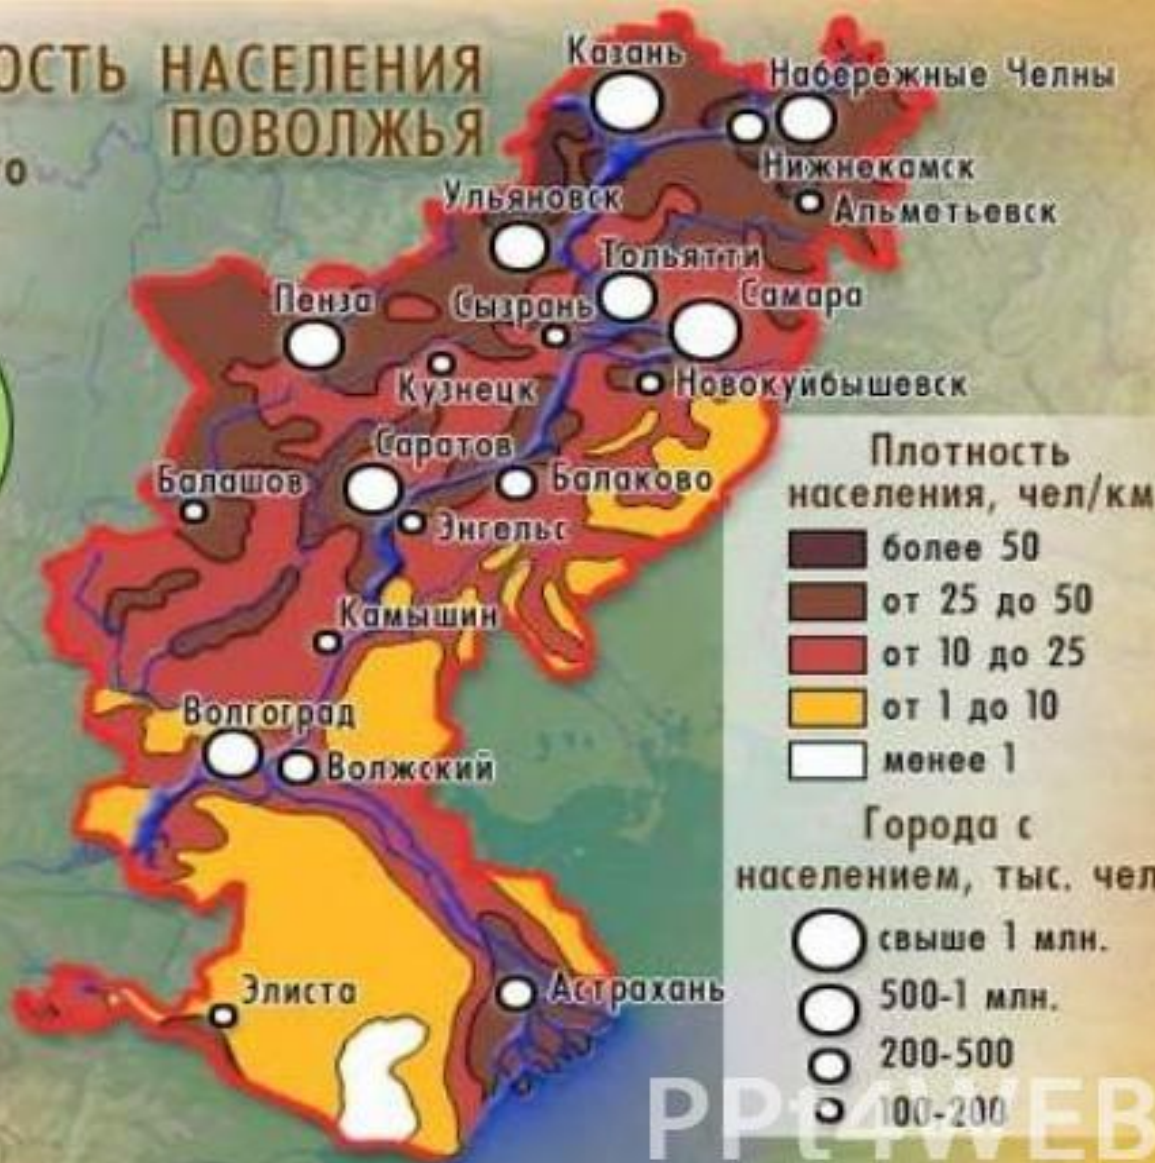 ОСТЬ НАСЕЛЕНИЯ
ПОВОЛЖЬЯ
го
Казань
Набережные Челны
Нижнекамск
Альметьевск
Ульяновск
Тольятти
Самара
Пенза
Сызрань
Кузнецк
Новокуйбышевск
Саратов
Балашов
Балаково
Энгельс
Камышин
Волгоград
Волжский
Элиста
Астрахань
Плотность
населения, чел/км
более 50
от 25 до 50
от 10 до 25
от 1 до 10
менее 1
Города с
населением, тыс. чел
свыше 1 млн.
500-1 млн.
200-500
100-200
PPt4WEB